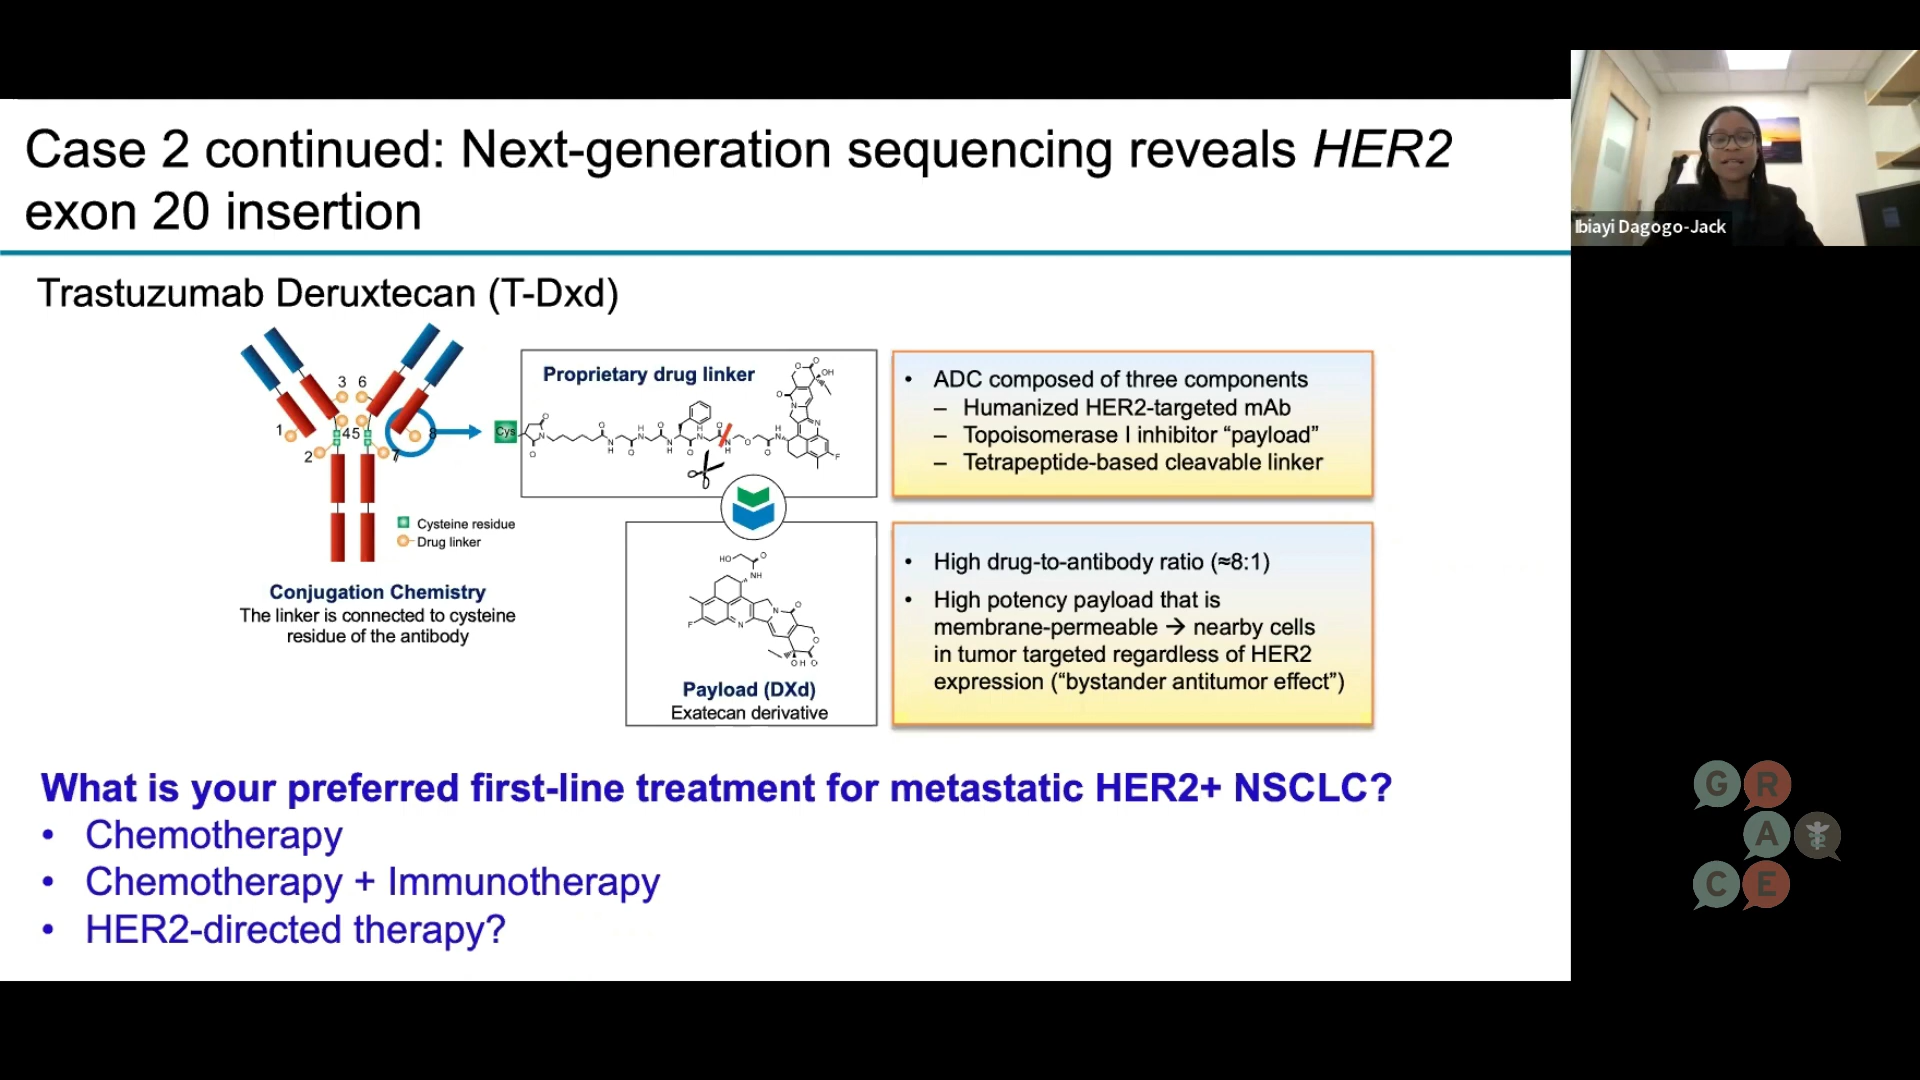 Case 2 continued: Next-generation sequencing reveals HER2
exon 20 insertion
Ibiayi Dagogo-Jack
Trastuzumab Deruxtecan (T-Dxd)
3 6
1
45
8
2
7
Cysteine residue
Drug linker
Conjugation Chemistry
The linker is connected to cysteine
residue of the antibody
Proprietary drug linker
Cys
Payload (DXd)
Exatecan derivative
• ADC composed of three components
– Humanized HER2-targeted mAb
– Topoisomerase I inhibitor “payload”
– Tetrapeptide-based cleavable linker
• High drug-to-antibody ratio (≈8:1)
• High potency payload that is
membrane-permeable → nearby cells
in tumor targeted regardless of HER2
expression (“bystander antitumor effect”)
What is your preferred first-line treatment for metastatic HER2+ NSCLC?
• Chemotherapy
• Chemotherapy + Immunotherapy
• HER2-directed therapy?
G R
A
C E